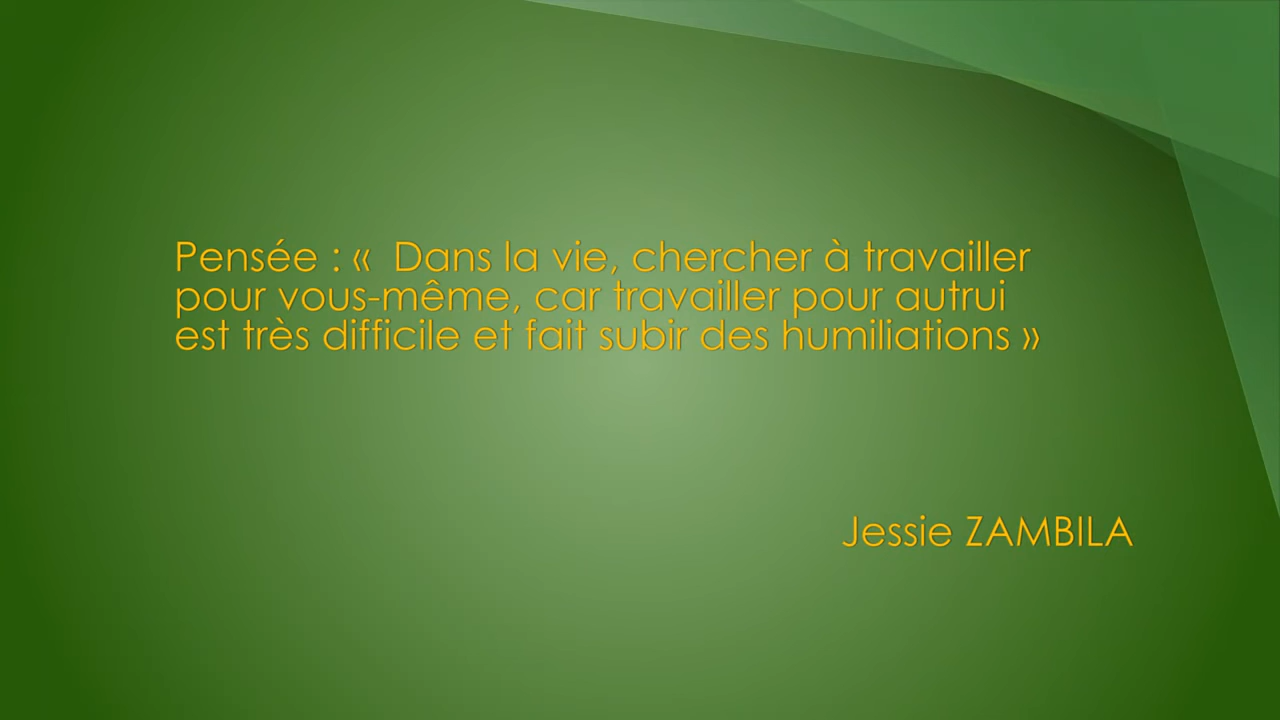 Pensée : «  Dans la vie, chercher à travailler
pour vous-même, car travailler pour autrui
est très difficile et fait subir des humiliations »
Jessie ZAMBILA